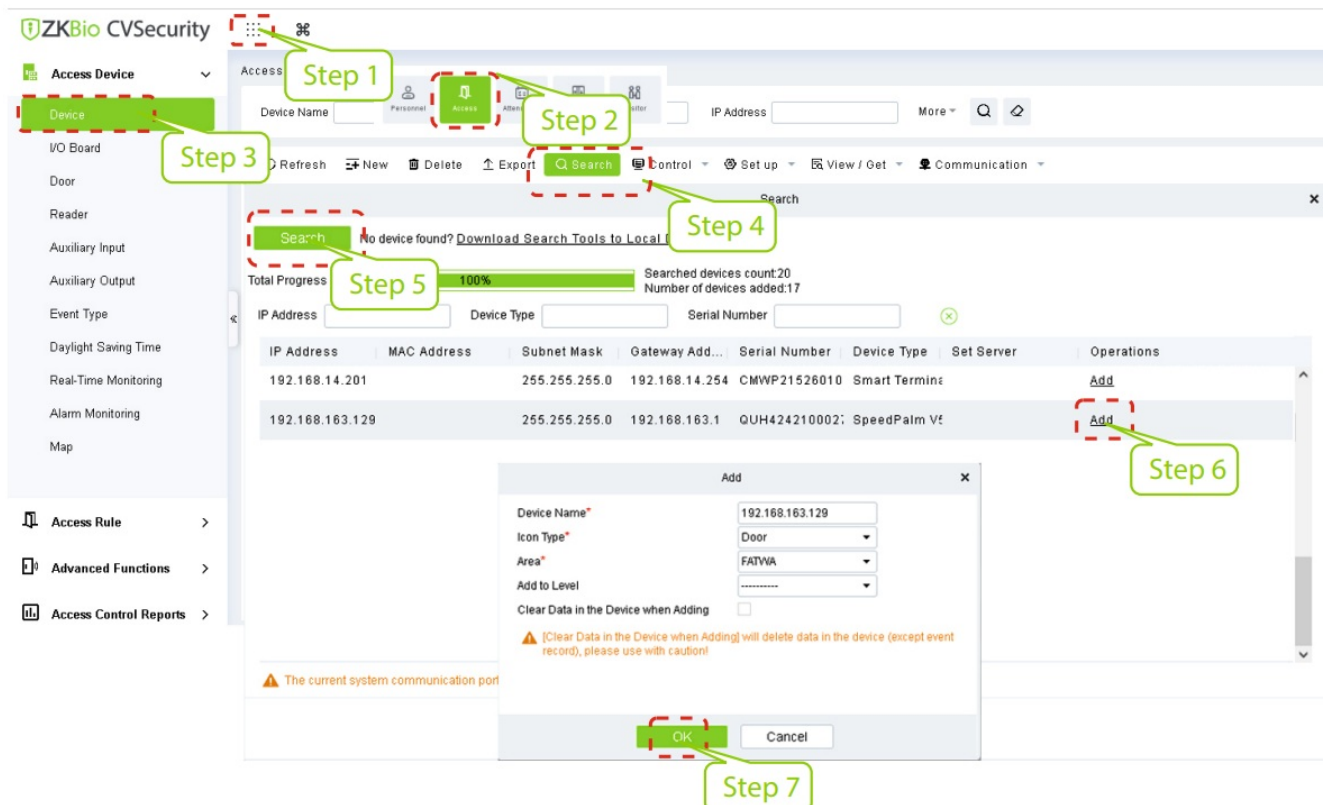 ZKBio CVSecurity
Step 1
Access Device
Access
Personnel
Access
Step 2
Device Name
IP Address
More
Device
Step 3
I/O Board
Door
Reader
Auxiliary Input
Auxiliary Output
Event Type
Daylight Saving Time
Real-Time Monitoring
Alarm Monitoring
Map
Access Rule
Advanced Functions
Access Control Reports
Refresh New Delete Export Search Control Set up View / Get Communication
Step 4
Search
Search No device found? Download Search Tools to Local
Step 5
Total Progress 100% Searched devices count:20
Number of devices added:17
IP Address Device Type Serial Number
IP Address MAC Address Subnet Mask Gateway Add... Serial Number Device Type Set Server Operations
192.168.14.201 255.255.255.0 192.168.14.254 CMWP21526010 Smart Termina Add
192.168.163.129 255.255.255.0 192.168.163.1 QUH424210002 SpeedPalm V5 Add
Step 6
Add
Device Name* 192.168.163.129
Icon Type* Door
Area* FATWA
Add to Level ----------
Clear Data in the Device when Adding
[Clear Data in the Device when Adding] will delete data in the device (except event
record), please use with caution!
The current system communication port
OK Cancel
Step 7